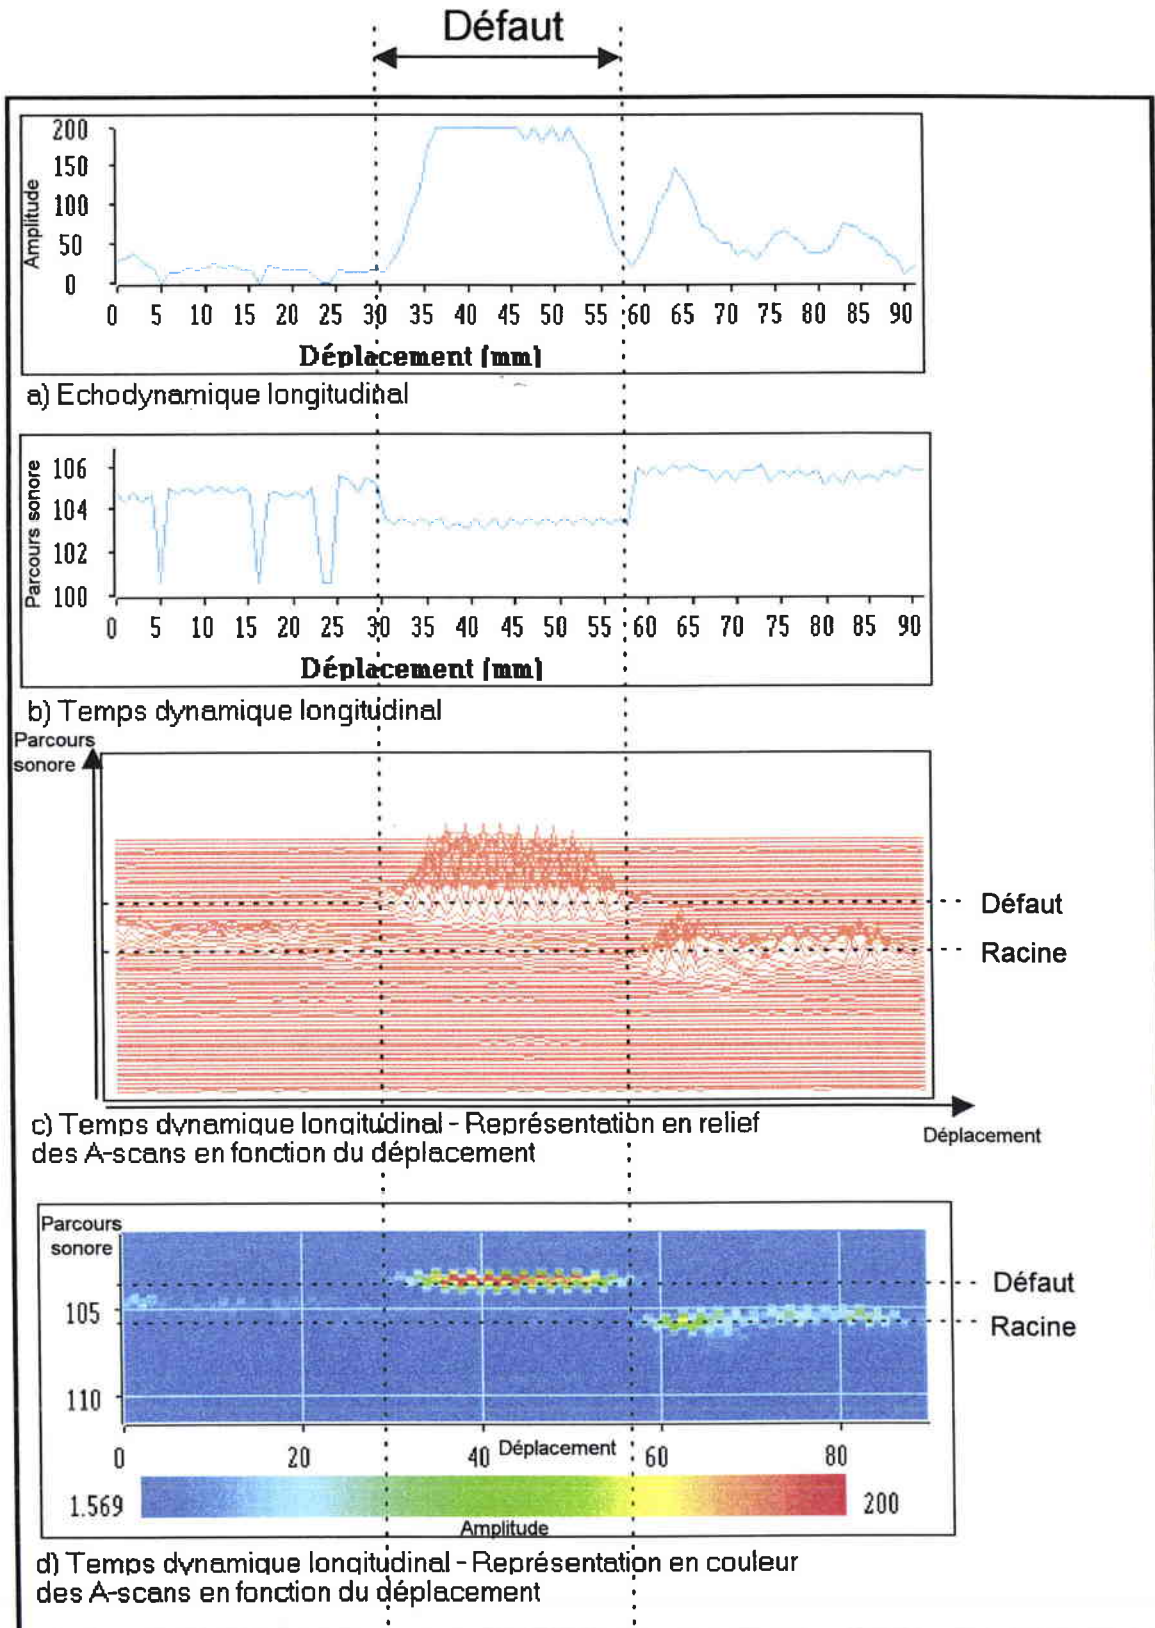 Défaut
200
150
100
50
0
Amplitude
0 5 10 15 20 25 30 35 40 45 50 55 60 65 70 75 80 85 90
Déplacement (mm)
a) Echodynamique longitudinal
106
104
102
100
Parcours sonore
0 5 10 15 20 25 30 35 40 45 50 55 60 65 70 75 80 85 90
Déplacement (mm)
b) Temps dynamique longitudinal
Parcours
sonore
Défaut
Racine
c) Temps dynamique longitudinal - Représentation en relief
des A-scans en fonction du déplacement
Déplacement
Parcours
sonore
Défaut
105
Racine
110
0 20 40 Déplacement 60 80
1.569 200
Amplitude
d) Temps dynamique longitudinal - Représentation en couleur
des A-scans en fonction du déplacement